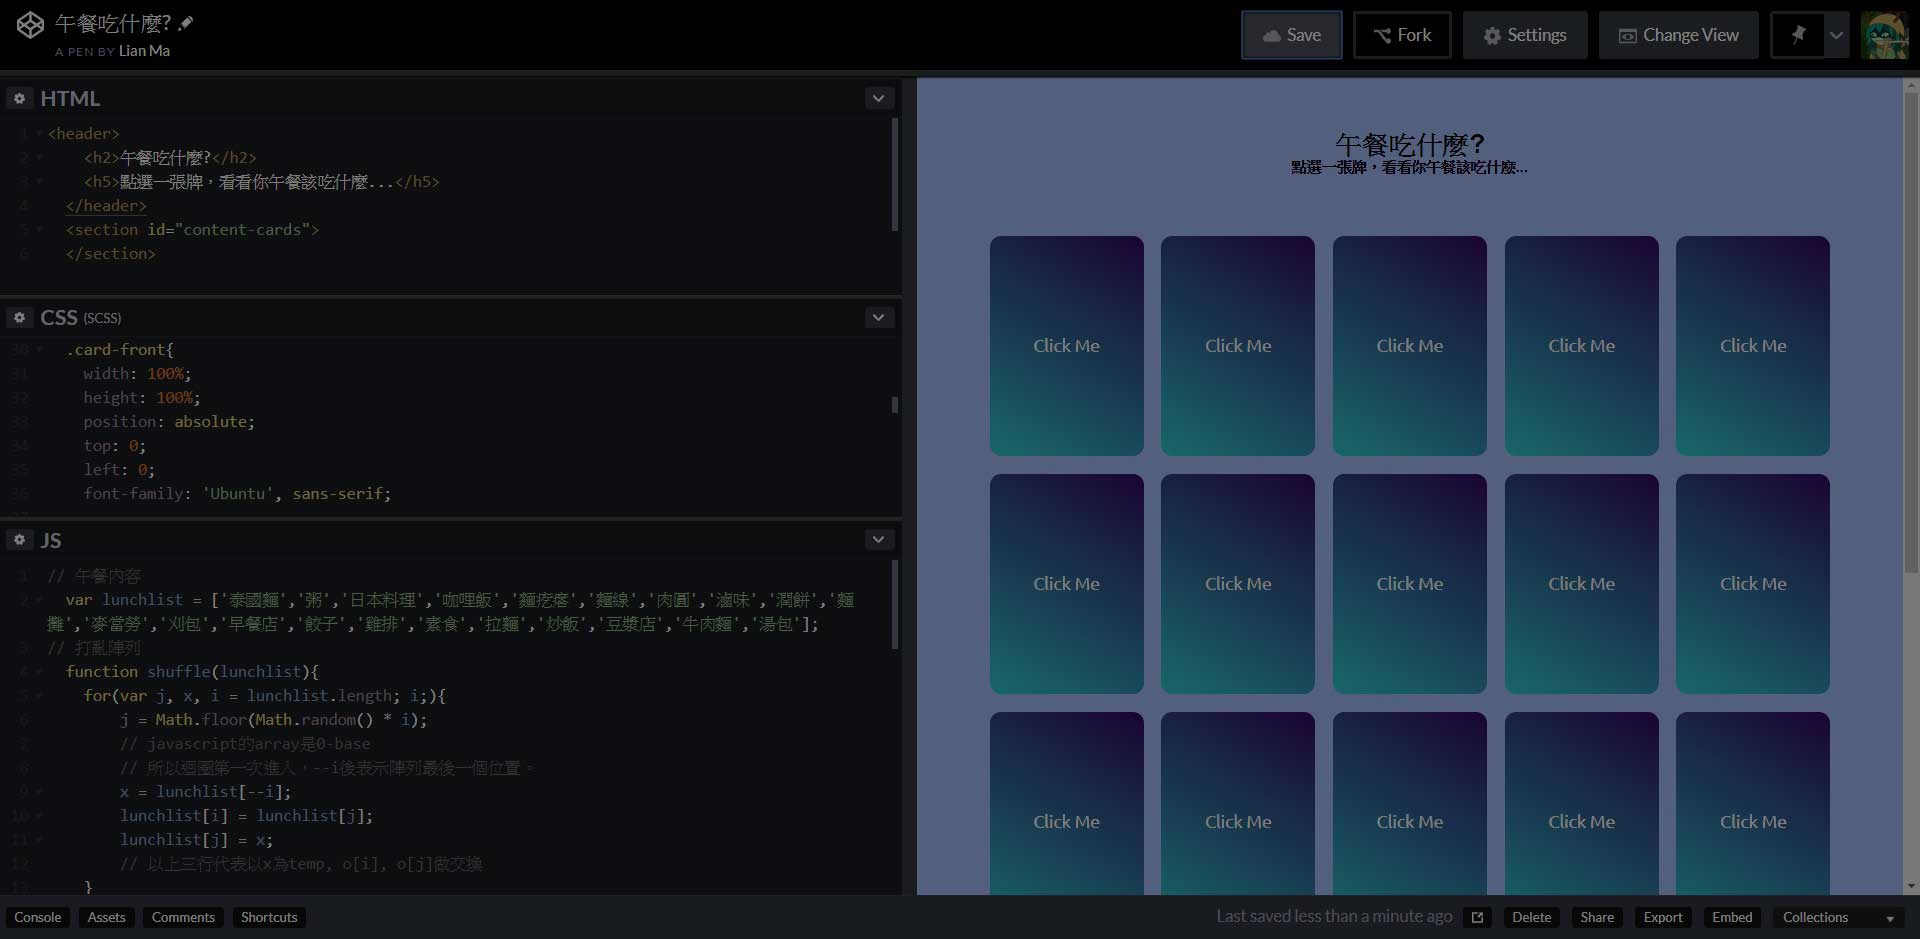 午餐吃什麼?
A PEN BY Lian Ma
Save
Fork
Settings
Change View
HTML
1 <header>
2 <h2>午餐吃什麼?</h2>
3 <h5>點選一張牌，看看你午餐該吃什麼...</h5>
4 </header>
5 <section id="content-cards">
6 </section>
CSS (SCSS)
30 .card-front{
31 width: 100%;
32 height: 100%;
33 position: absolute;
34 top: 0;
35 left: 0;
36 font-family: 'Ubuntu', sans-serif;
37
JS
1 // 午餐內容
2 var lunchlist = ['泰國麵','粥','日本料理','咖哩飯','麵疙瘩','麵線','肉圓','滷味','潤餅','麵
攤','麥當勞','刈包','早餐店','餃子','雞排','素食','拉麵','炒飯','豆漿店','牛肉麵','湯包'];
3 // 打亂陣列
4 function shuffle(lunchlist){
5 for(var j, x, i = lunchlist.length; i;){
6 j = Math.floor(Math.random() * i);
7 // javascript的array是0-base
8 // 所以迴圈第一次進入，--i後表示陣列最後一個位置。
9 x = lunchlist[--i];
10 lunchlist[i] = lunchlist[j];
11 lunchlist[j] = x;
12 // 以上三行代表以x為temp, o[i], o[j]做交換
13 }
午餐吃什麼?
點選一張牌，看看你午餐該吃什麼...
Click Me Click Me Click Me Click Me Click Me
Click Me Click Me Click Me Click Me Click Me
Click Me Click Me Click Me Click Me Click Me
Console Assets Comments Shortcuts
Last saved less than a minute ago
Delete Share Export Embed Collections